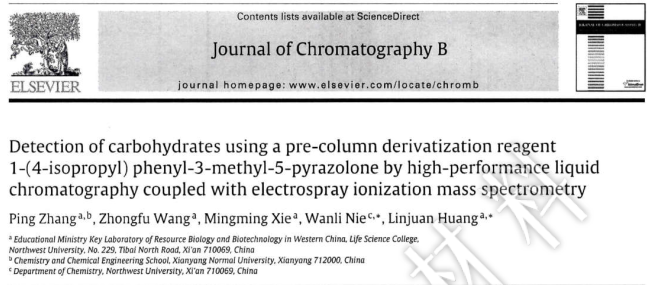 Contents lists available at ScienceDirect
Journal of Chromatography B
journal homepage: www.elsevier.com/locate/chromb
ELSEVIER
Detection of carbohydrates using a pre-column derivatization reagent
1-(4-isopropyl) phenyl-3-methyl-5-pyrazolone by high-performance liquid
chromatography coupled with electrospray ionization mass spectrometry
Ping Zhang a,b, Zhongfu Wang a, Mingming Xie a, Wanli Nie c,*, Linjuan Huang a,*
a Educational Ministry Key Laboratory of Resource Biology and Biotechnology in Western China, Life Science College,
Northwest University, No. 229, Tibai North Road, Xi'an 710069, China
b Chemistry and Chemical Engineering School, Xianyang Normal University, Xianyang 712000, China
c Department of Chemistry, Northwest University, Xi'an 710069, China
材料